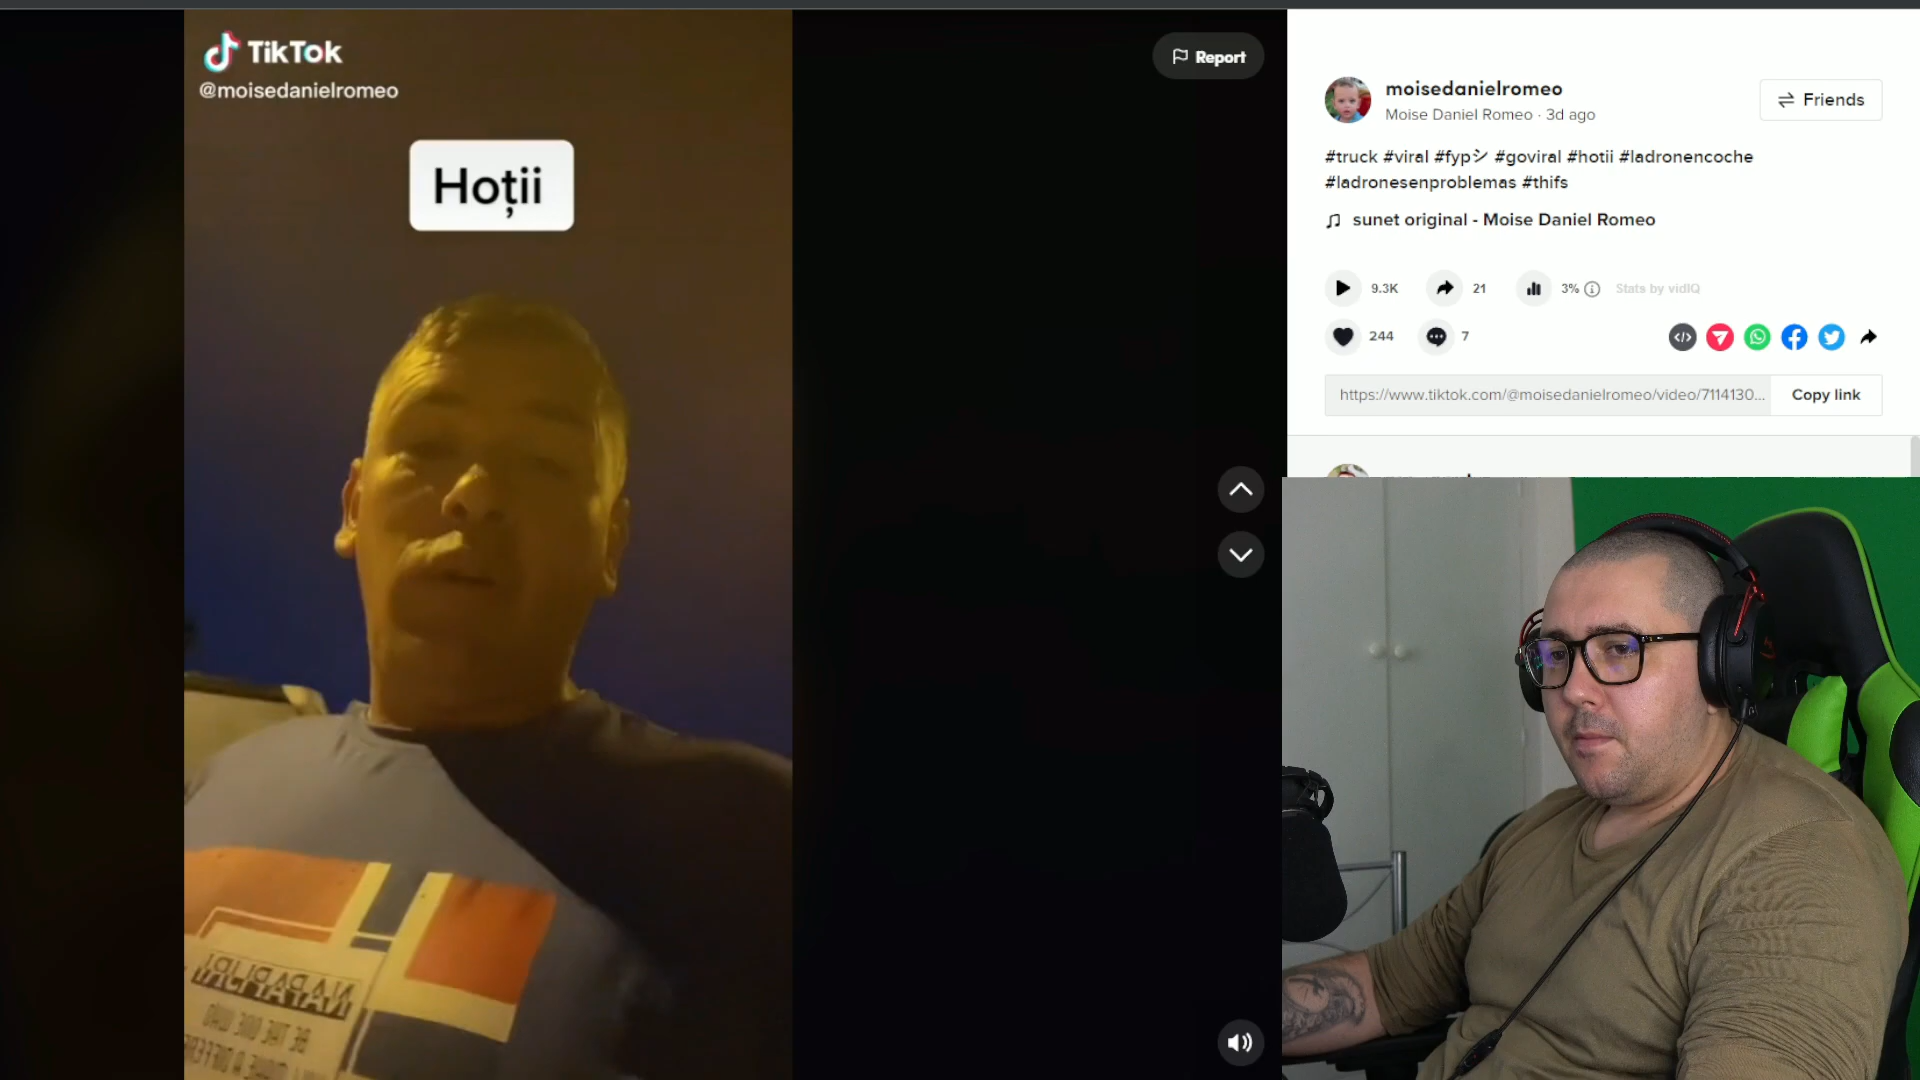 TikTok
@moisedanielromeo
Hoții
NAPAPIJRI
Report
moisedanielromeo
Moise Daniel Romeo · 3d ago
Friends
#truck #viral #fypシ #goviral #hotii #ladronencoche
#ladronesenproblemas #thifs
sunet original - Moise Daniel Romeo
9.3K
21
3%
Stats by vidIQ
244
7
https://www.tiktok.com/@moisedanielromeo/video/7114130...
Copy link